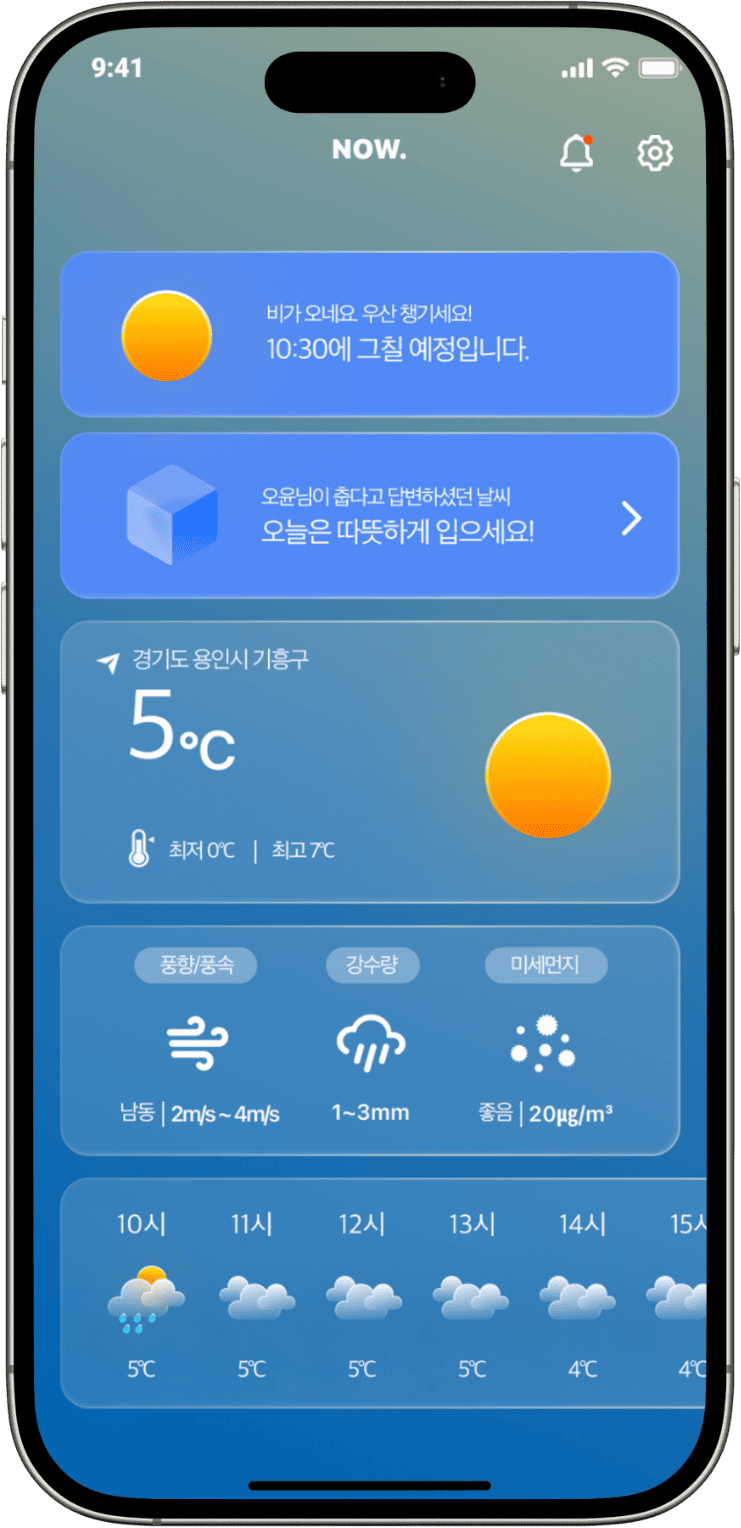 9:41
NOW.
비가 오네요. 우산 챙기세요!
10:30에 그칠 예정입니다.
오윤님이 춥다고 답변하셨던 날씨
오늘은 따뜻하게 입으세요!
경기도 용인시 기흥구
5°C
최저 0℃ | 최고 7℃
풍향/풍속 강수량 미세먼지
남동 | 2m/s ~ 4m/s 1~3mm 좋음 | 20㎍/m³
10시 11시 12시 13시 14시 15시
5℃ 5℃ 5℃ 5℃ 4℃ 4℃